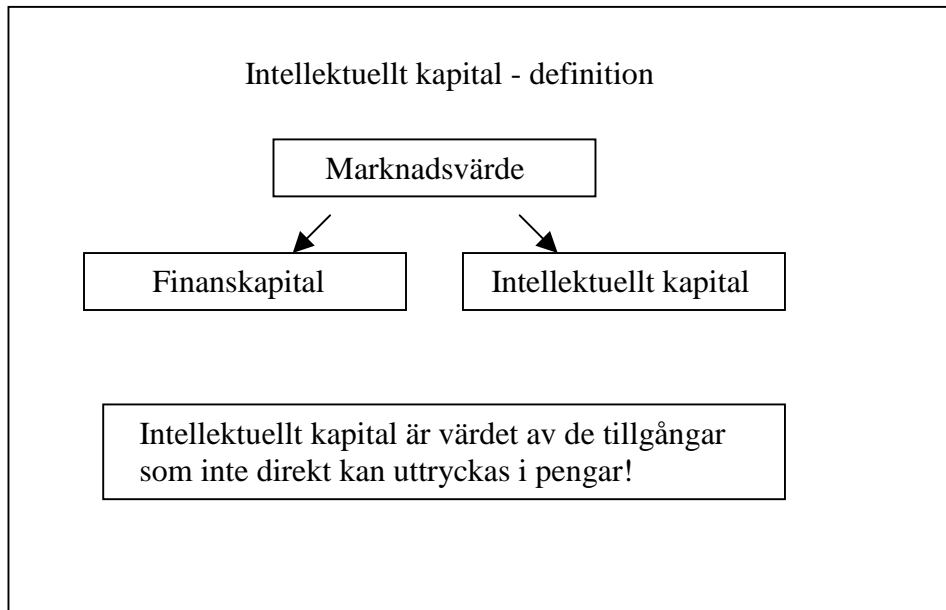 Intellektuellt kapital - definition
Marknadsvärde
Finanskapital
Intellektuellt kapital
Intellektuellt kapital är värdet av de tillgångar
som inte direkt kan uttryckas i pengar!